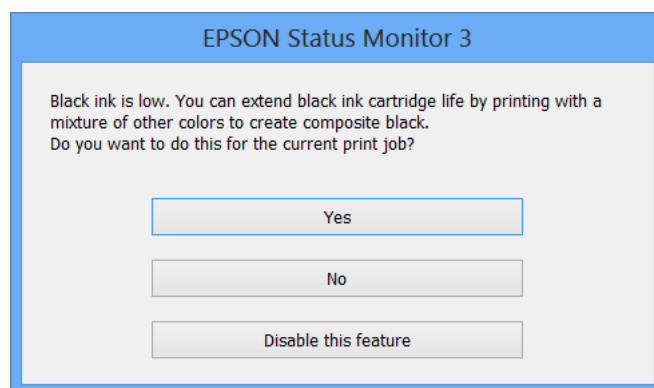 EPSON Status Monitor 3
Black ink is low. You can extend black ink cartridge life by printing with a
mixture of other colors to create composite black.
Do you want to do this for the current print job?
Yes
No
Disable this feature